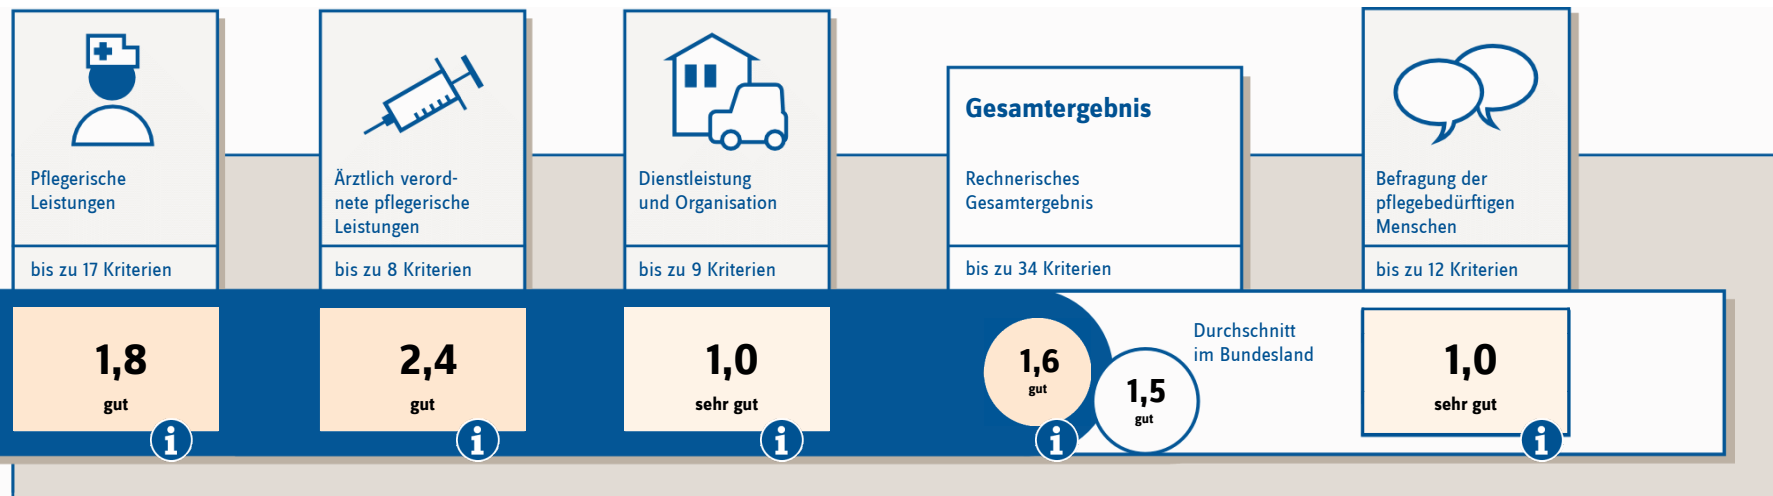 Pflegerische
Leistungen
bis zu 17 Kriterien
1,8
gut
i
Ärztlich verord-
nete pflegerische
Leistungen
bis zu 8 Kriterien
2,4
gut
i
Dienstleistung
und Organisation
bis zu 9 Kriterien
1,0
sehr gut
i
Gesamtergebnis
Rechnerisches
Gesamtergebnis
bis zu 34 Kriterien
1,6
gut
i
1,5
gut
Durchschnitt
im Bundesland
Befragung der
pflegebedürftigen
Menschen
bis zu 12 Kriterien
1,0
sehr gut
i